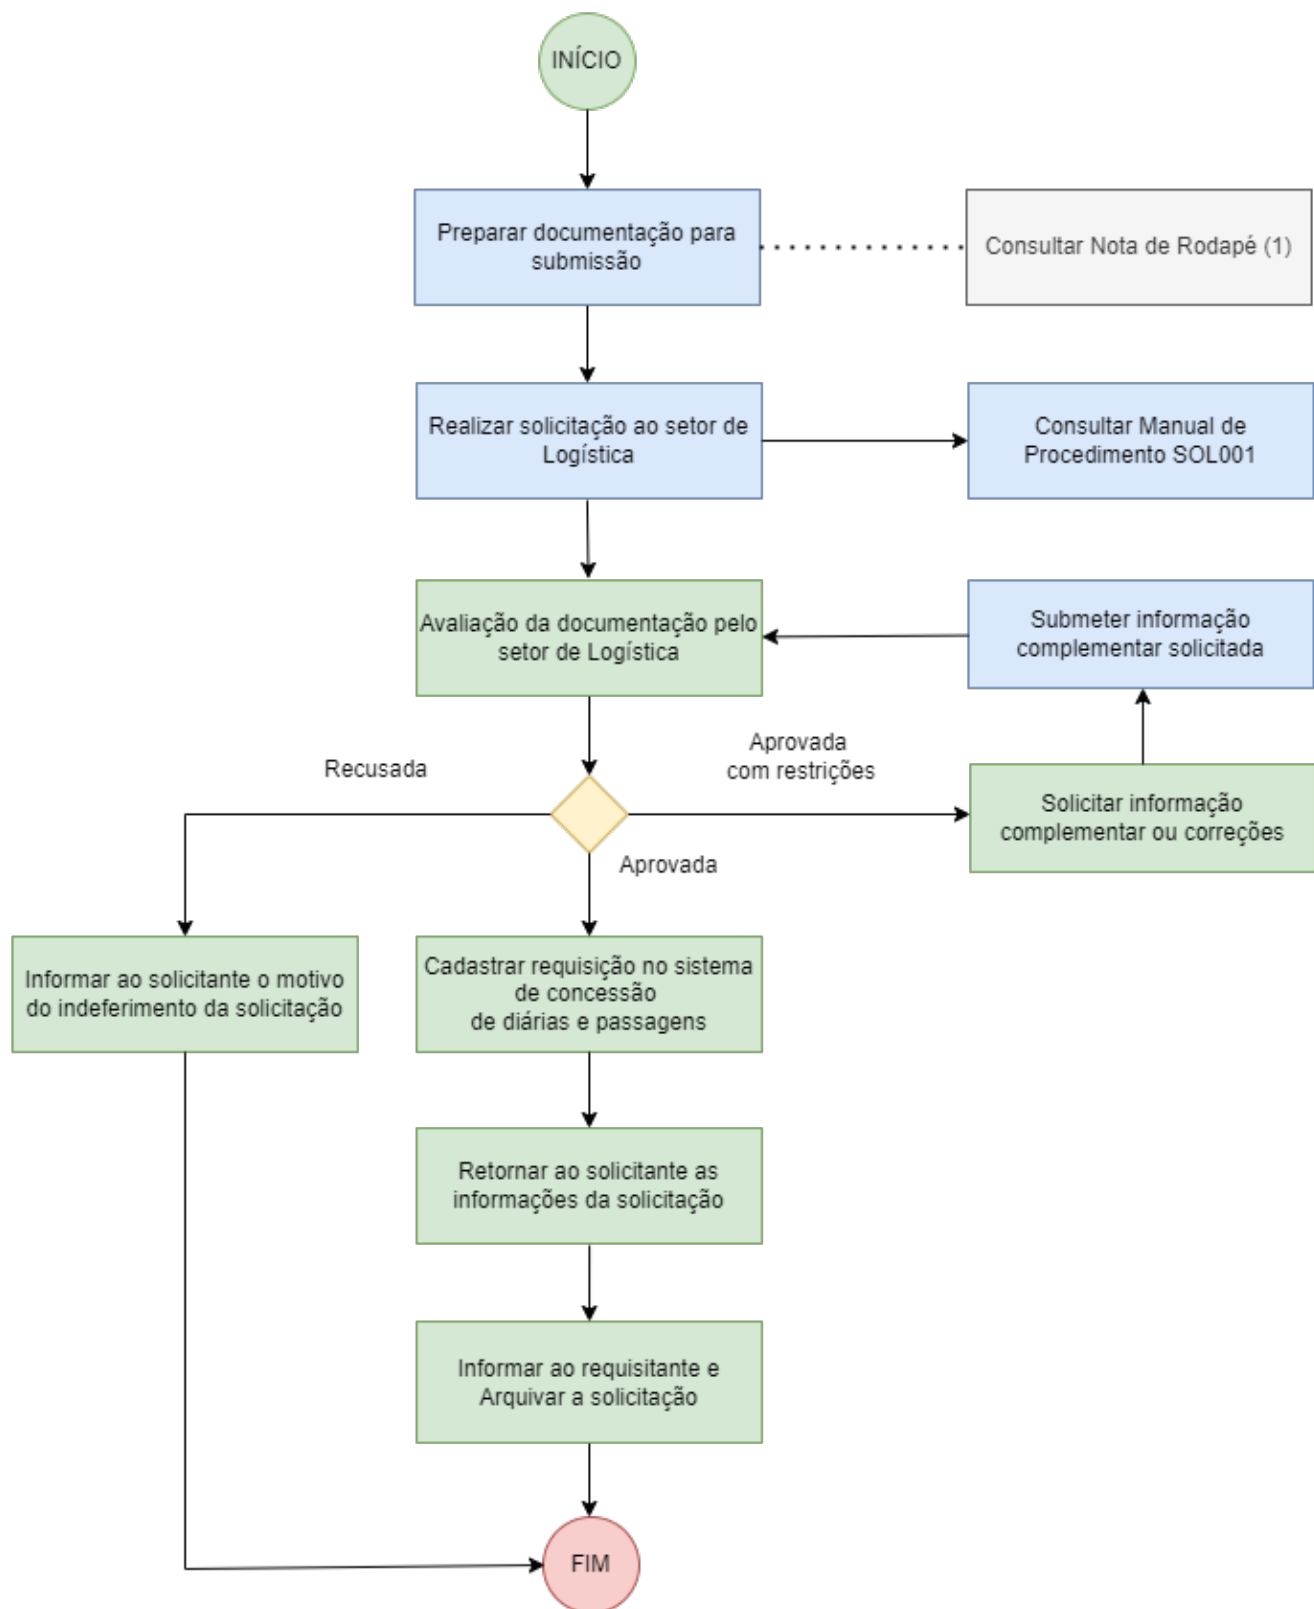 INÍCIO
Preparar documentação para
submissão
Consultar Nota de Rodapé (1)
Realizar solicitação ao setor de
Logística
Consultar Manual de
Procedimento SOL001
Avaliação da documentação pelo
setor de Logística
Submeter informação
complementar solicitada
Recusada
Aprovada
com restrições
Solicitar informação
complementar ou correções
Aprovada
Informar ao solicitante o motivo
do indeferimento da solicitação
Cadastrar requisição no sistema
de concessão
de diárias e passagens
Retornar ao solicitante as
informações da solicitação
Informar ao requisitante e
Arquivar a solicitação
FIM